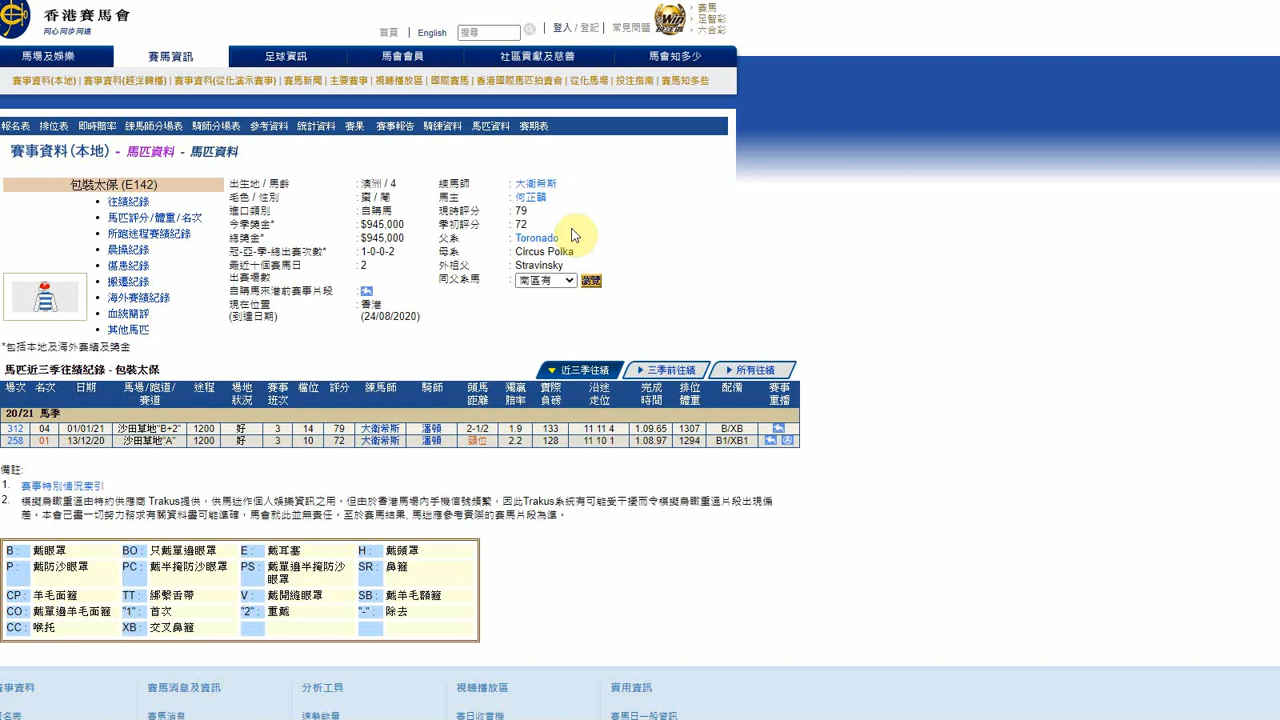 香港賽馬會
同心同步同進
首頁 | English 搜尋 | 登入 / 登記 | 常見問題
eWin
賽馬
足智彩
六合彩
馬場及娛樂 賽馬資訊 足球資訊 馬會會員 社區貢獻及慈善 馬會知多少
賽事資料(本地) | 賽事資料(越洋轉播) | 賽事資料(從化演示賽事) | 賽馬新聞 | 主要賽事 | 視聽播放區 | 國際賽馬 | 香港國際馬匹拍賣會 | 從化馬場 | 投注指南 | 賽馬知多些
報名表 排位表 即時賠率 練馬師分場表 騎師分場表 參考資料 統計資料 賽果 賽事報告 騎練資料 馬匹資料 賽期表
賽事資料(本地) - 馬匹資料 - 馬匹資料
包裝太保 (E142)
往績紀錄
馬匹評分/體重/名次
所跑途程賽績紀錄
晨操紀錄
傷患紀錄
搬遷紀錄
海外賽績紀錄
血統簡評
其他馬匹
出生地 / 馬齡 : 澳洲 / 4
毛色 / 性別 : 棗 / 閹
進口類別 : 自購馬
今季獎金* : $945,000
總獎金* : $945,000
冠-亞-季-總出賽次數* : 1-0-0-2
最近十個賽馬日 : 2
出賽場數
自購馬來港前賽事片段 :
現在位置 : 香港
(到達日期) (24/08/2020)
練馬師 : 大衛希斯
馬主 : 何芷韻
現時評分 : 79
季初評分 : 72
父系 : Toronado
母系 : Circus Polka
外祖父 : Stravinsky
同父系馬 : 南區有 瀏覽
*包括本地及海外賽績及獎金
馬匹近三季往績紀錄 - 包裝太保
近三季往績 三季前往績 所有往績
場次 名次 日期 馬場/跑道/賽道 途程 場地狀況 賽事班次 檔位 評分 練馬師 騎師 頭馬距離 獨贏賠率 實際負磅 沿途走位 完成時間 排位體重 配備 賽事重播
20/21 馬季
312 04 01/01/21 沙田草地"B+2" 1200 好 3 14 79 大衛希斯 潘頓 2-1/2 1.9 133 11 11 4 1.09.65 1307 B/XB
258 01 13/12/20 沙田草地"A" 1200 好 3 10 72 大衛希斯 潘頓 頭位 2.2 128 11 10 1 1.08.97 1294 B1/XB1
備註:
1. 賽事特別情況索引
2. 模擬鳥瞰重溫由特約供應商 Trakus提供，供馬迷作個人娛樂資訊之用，但由於香港馬場內手機信號頻繁，因此Trakus系統有可能受干擾而令模擬鳥瞰重溫片段出現偏
差。本會已盡一切努力務求有關資料盡可能準確，馬會就此並無責任。至於賽馬結果, 馬迷應參考實際的賽馬片段為準。
B : 戴眼罩 BO : 只戴單邊眼罩 E : 戴耳塞 H : 戴頭罩
P : 戴防沙眼罩 PC : 戴半掩防沙眼罩 PS : 戴單邊半掩防沙眼罩 SR : 鼻箍
CP : 羊毛面箍 TT : 綁繫舌帶 V : 戴開縫眼罩 SB : 戴羊毛額箍
CO : 戴單邊羊毛面箍 "1" : 首次 "2" : 重戴 "-" : 除去
CC : 喉托 XB : 交叉鼻箍
賽事資料 賽馬消息及資訊 分析工具 視聽播放區 實用資訊
報名表 賽馬消息 速勢能量 賽日收音機 賽馬日一般資訊